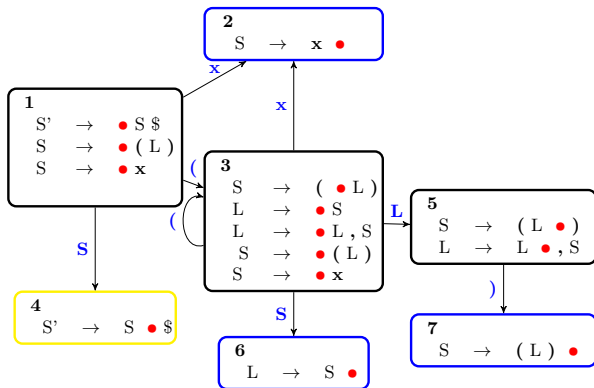 2
S → x •
x
1
S' → • S $
S → • ( L )
S → • x
x
(
(
3
S → ( • L )
L → • S
L → • L , S
S → • ( L )
S → • x
L
5
S → ( L • )
L → L • , S
S
S
)
4
S' → S • $
6
L → S •
7
S → ( L ) •